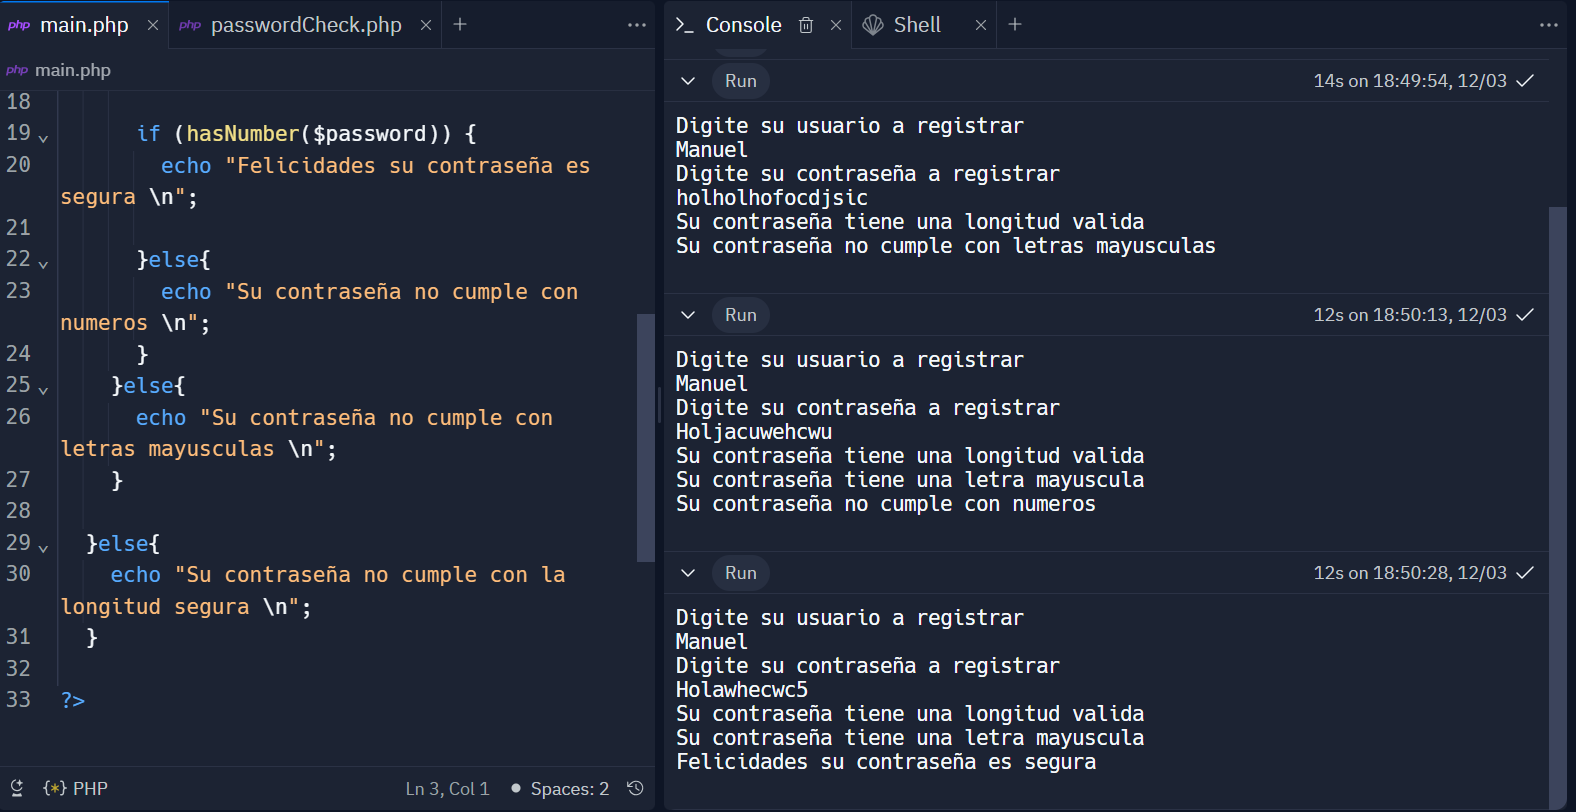 php main.php
php passwordCheck.php
php main.php
18
19 if (hasNumber($password)) {
20 echo "Felicidades su contraseña es
segura \n";
21
22 }else{
23 echo "Su contraseña no cumple con
numeros \n";
24 }
25 }else{
26 echo "Su contraseña no cumple con
letras mayusculas \n";
27 }
28
29 }else{
30 echo "Su contraseña no cumple con la
longitud segura \n";
31 }
32
33 ?>
PHP
Ln 3, Col 1
Spaces: 2
Console
Shell
Run 14s on 18:49:54, 12/03
Digite su usuario a registrar
Manuel
Digite su contraseña a registrar
holholhofocdjsic
Su contraseña tiene una longitud valida
Su contraseña no cumple con letras mayusculas
Run 12s on 18:50:13, 12/03
Digite su usuario a registrar
Manuel
Digite su contraseña a registrar
Holjacuwehcwu
Su contraseña tiene una longitud valida
Su contraseña tiene una letra mayuscula
Su contraseña no cumple con numeros
Run 12s on 18:50:28, 12/03
Digite su usuario a registrar
Manuel
Digite su contraseña a registrar
Holawhecwc5
Su contraseña tiene una longitud valida
Su contraseña tiene una letra mayuscula
Felicidades su contraseña es segura